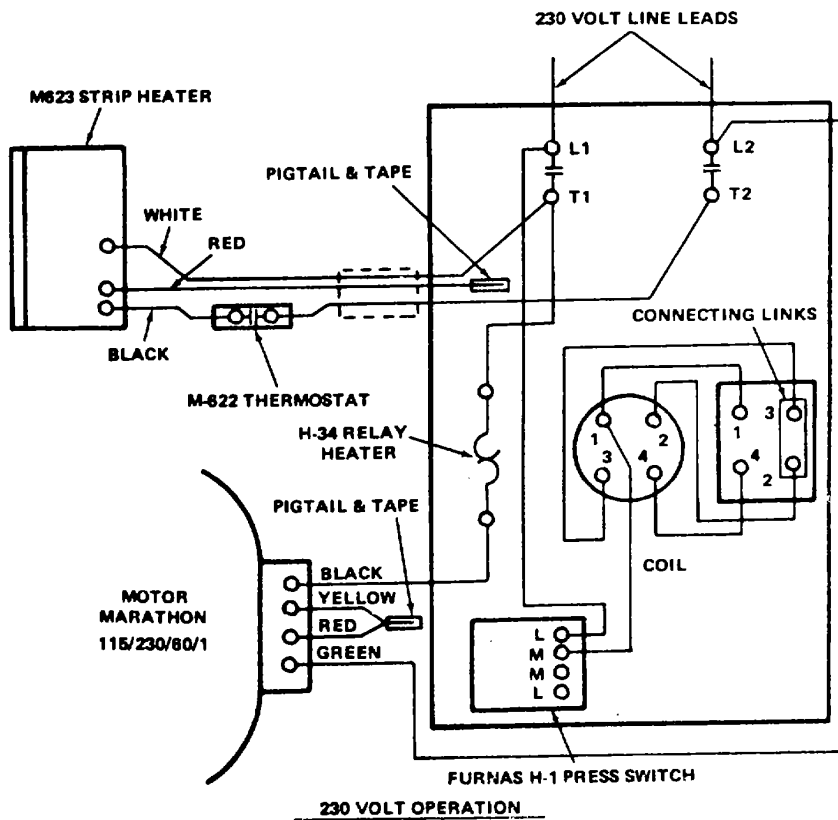 230 VOLT LINE LEADS
M623 STRIP HEATER
L1
L2
PIGTAIL & TAPE
T1
T2
WHITE
RED
CONNECTING LINKS
BLACK
M-622 THERMOSTAT
H-34 RELAY
HEATER
1
2
3
4
1
3
4
2
PIGTAIL & TAPE
COIL
BLACK
YELLOW
RED
GREEN
MOTOR
MARATHON
115/230/60/1
L
M
M
L
FURNAS H-1 PRESS SWITCH
230 VOLT OPERATION